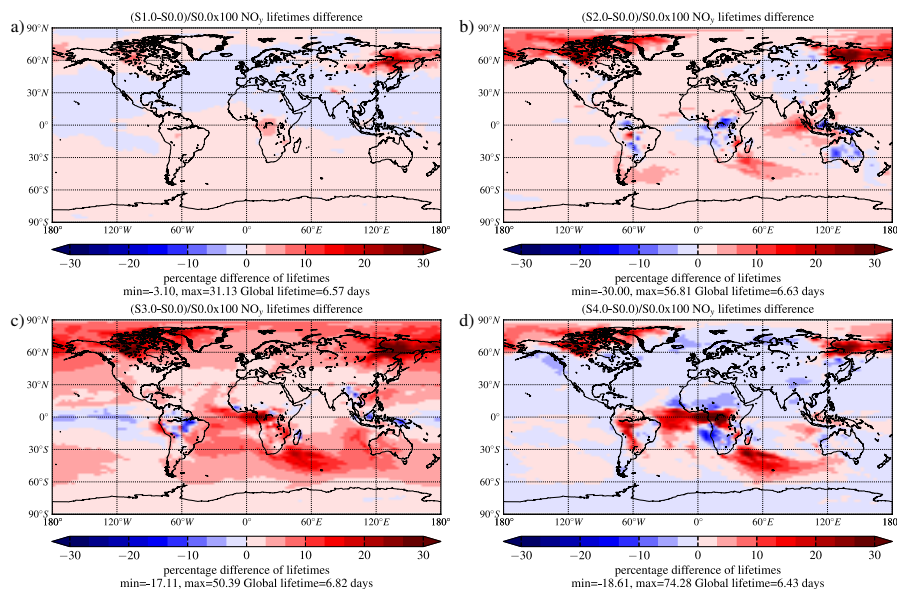 a)
(S1.0−S0.0)/S0.0x100 NOy lifetimes difference
90°N
60°N
30°N
0°
30°S
60°S
90°S
180° 120°W 60°W 0° 60°E 120°E 180°
−30 −20 −10 0 10 20 30
percentage difference of lifetimes
min=-3.10, max=31.13 Global lifetime=6.57 days
b)
(S2.0−S0.0)/S0.0x100 NOy lifetimes difference
90°N
60°N
30°N
0°
30°S
60°S
90°S
180° 120°W 60°W 0° 60°E 120°E 180°
−30 −20 −10 0 10 20 30
percentage difference of lifetimes
min=-30.00, max=56.81 Global lifetime=6.63 days
c)
(S3.0−S0.0)/S0.0x100 NOy lifetimes difference
90°N
60°N
30°N
0°
30°S
60°S
90°S
180° 120°W 60°W 0° 60°E 120°E 180°
−30 −20 −10 0 10 20 30
percentage difference of lifetimes
min=-17.11, max=50.39 Global lifetime=6.82 days
d)
(S4.0−S0.0)/S0.0x100 NOy lifetimes difference
90°N
60°N
30°N
0°
30°S
60°S
90°S
180° 120°W 60°W 0° 60°E 120°E 180°
−30 −20 −10 0 10 20 30
percentage difference of lifetimes
min=-18.61, max=74.28 Global lifetime=6.43 days